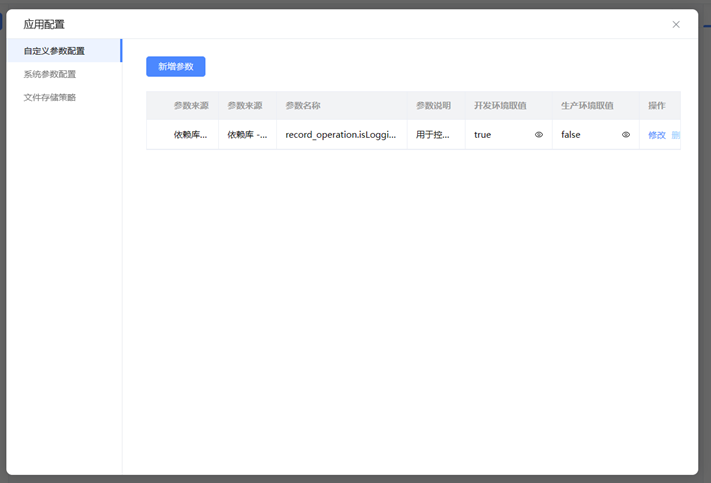 应用配置
自定义参数配置
系统参数配置
文件存储策略
新增参数
参数来源 参数来源 参数名称 参数说明 开发环境取值 生产环境取值 操作
依赖库... 依赖库 -... record_operation.isLoggi... 用于控... true false 修改 删